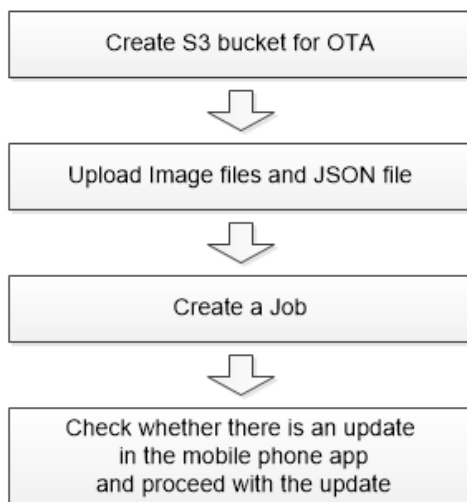 Create S3 bucket for OTA
Upload Image files and JSON file
Create a Job
Check whether there is an update
in the mobile phone app
and proceed with the update